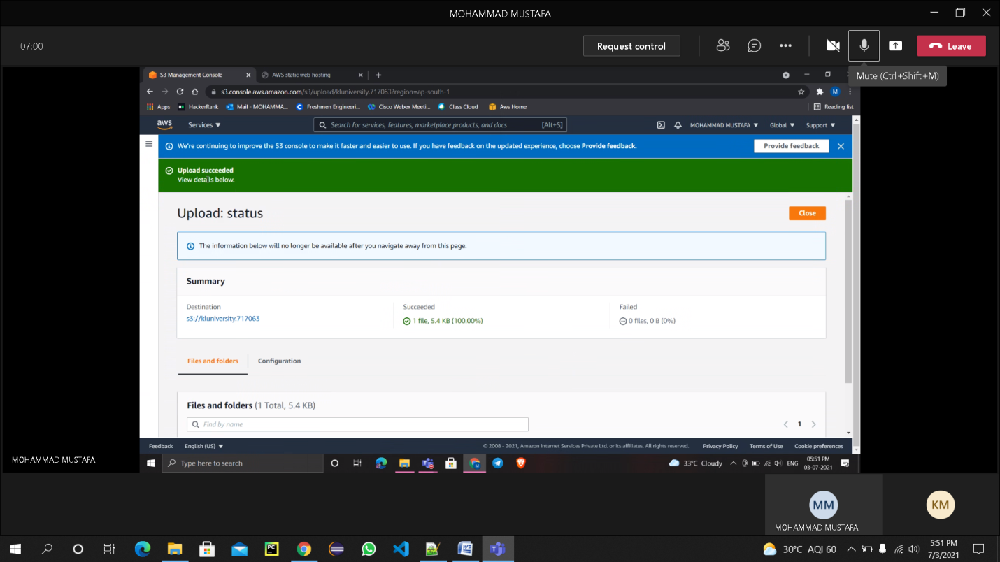 MOHAMMAD MUSTAFA
07:00
Request control
Leave
Mute (Ctrl+Shift+M)
S3 Management Console
AWS static web hosting
s3.console.aws.amazon.com/s3/upload/kluniversity.717063?region=ap-south-1
M
Apps
HackerRank
Mail - MOHAMMA...
Freshmen Engineeri...
Cisco Webex Meeti...
Class Cloud
AWS Home
Reading list
aws
Services
Search for services, features, marketplace products, and docs
[Alt+S]
MOHAMMAD MUSTAFA
Global
Support
We're continuing to improve the S3 console to make it faster and easier to use. If you have feedback on the updated experience, choose Provide feedback.
Provide feedback
Upload succeeded
View details below.
Upload: status
Close
The information below will no longer be available after you navigate away from this page.
Summary
Destination
s3://kluniversity.717063
Succeeded
1 file, 5.4 KB (100.00%)
Failed
0 files, 0 B (0%)
Files and folders
Configuration
Files and folders (1 Total, 5.4 KB)
Find by name
1
Feedback
English (US)
© 2008 - 2021, Amazon Internet Services Private Ltd. or its affiliates. All rights reserved.
Privacy Policy
Terms of Use
Cookie preferences
MOHAMMAD MUSTAFA
Type here to search
33°C Cloudy
ENG
05:51 PM
03-07-2021
MM
MOHAMMAD MUSTAFA
KM
PC
30°C AQI 60
5:51 PM
7/3/2021